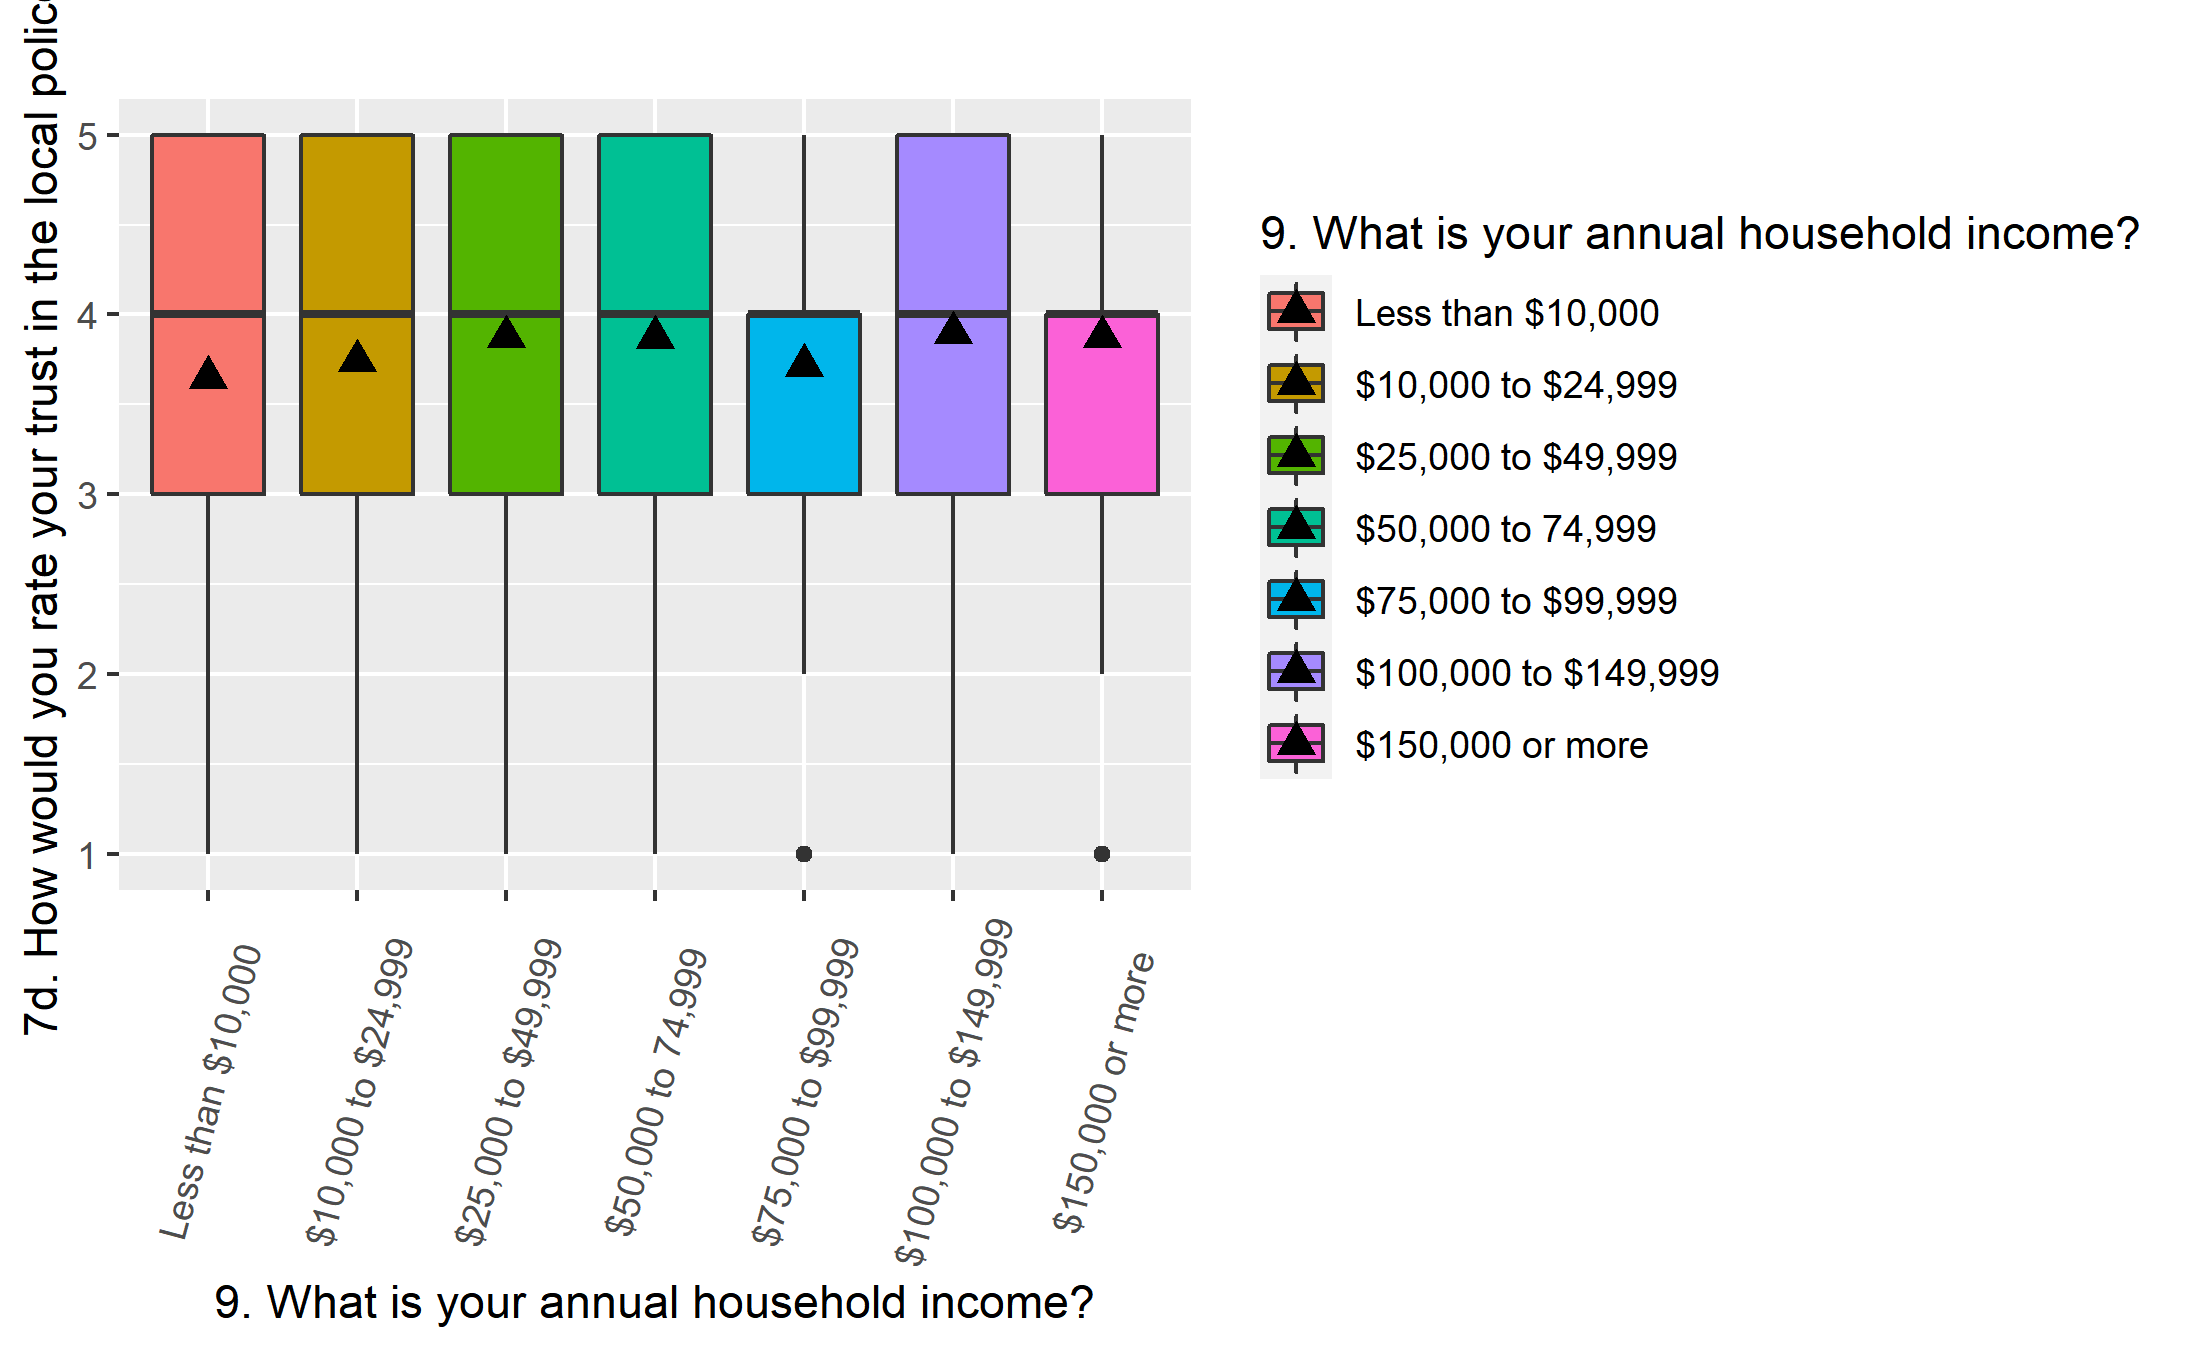 7d. How would you rate your trust in the local
5
4
3
2
1
Less than $10,000
$10,000 to $24,999
$25,000 to $49,999
$50,000 to 74,999
$75,000 to $99,999
$100,000 to $149,999
$150,000 or more
9. What is your annual household income?
9. What is your annual household income?
Less than $10,000
$10,000 to $24,999
$25,000 to $49,999
$50,000 to 74,999
$75,000 to $99,999
$100,000 to $149,999
$150,000 or more